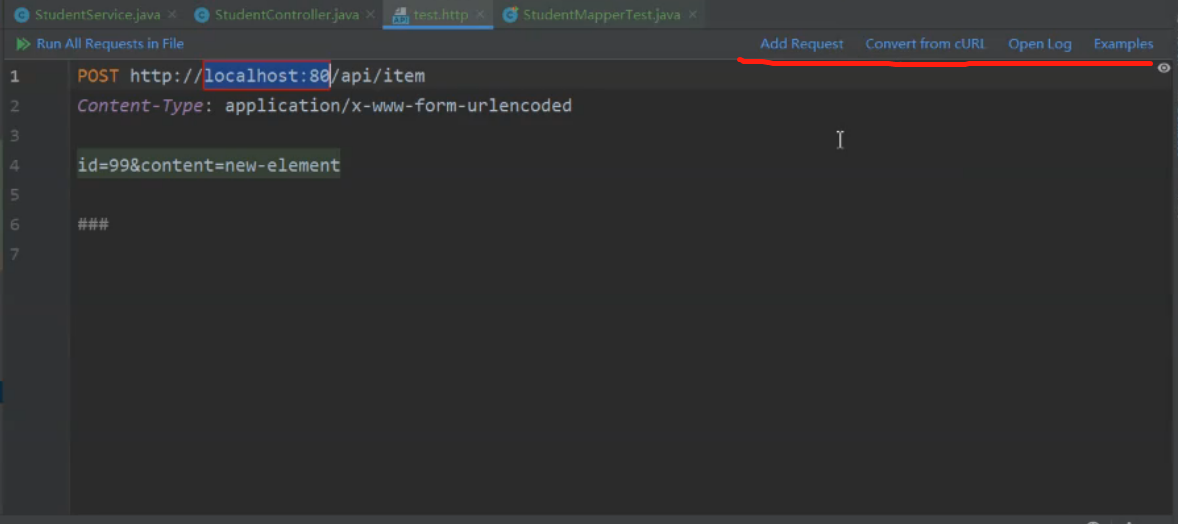 StudentService.java StudentController.java test.http StudentMapperTest.java
Run All Requests in File Add Request Convert from cURL Open Log Examples
1 POST http://localhost:80/api/item
2 Content-Type: application/x-www-form-urlencoded
3
4 id=99&content=new-element
5
6 ###
7